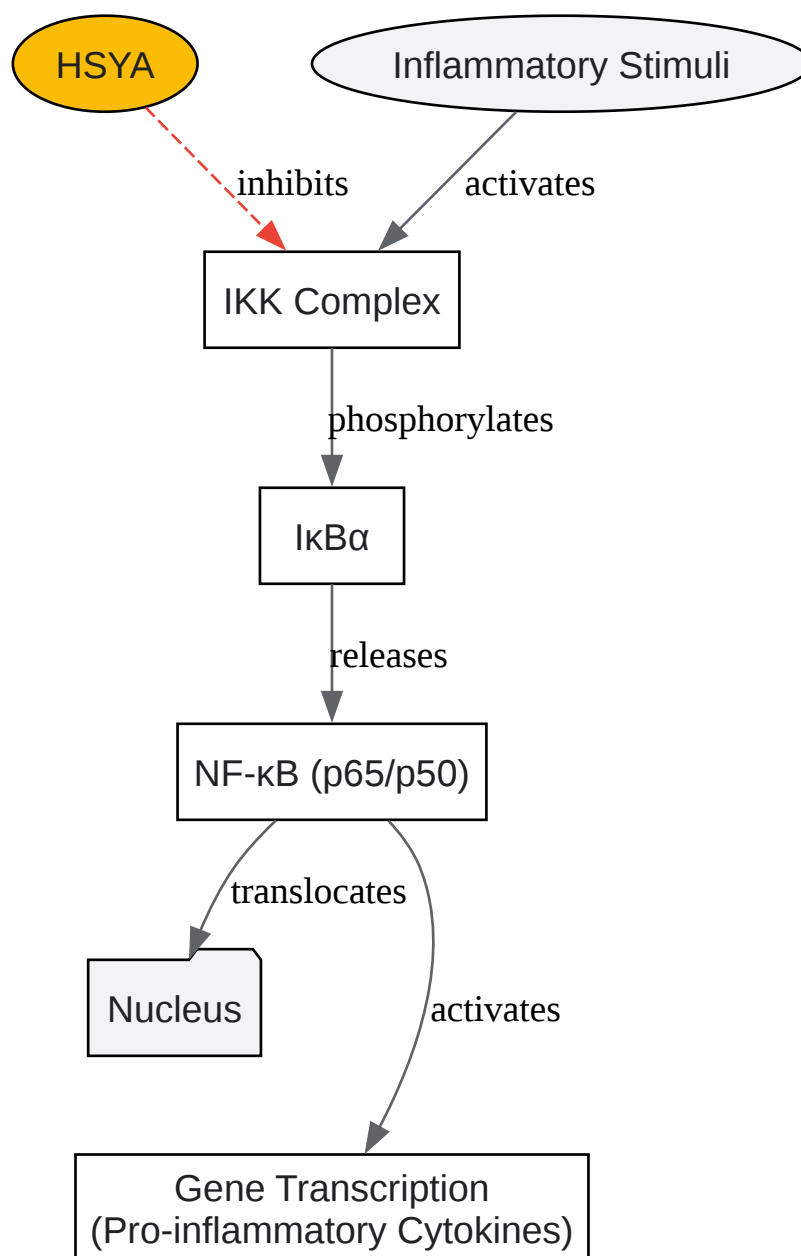 HSYA
Inflammatory Stimuli
inhibits
activates
IKK Complex
phosphorylates
IκBα
releases
NF-κB (p65/p50)
translocates
Nucleus
activates
Gene Transcription
(Pro-inflammatory Cytokines)